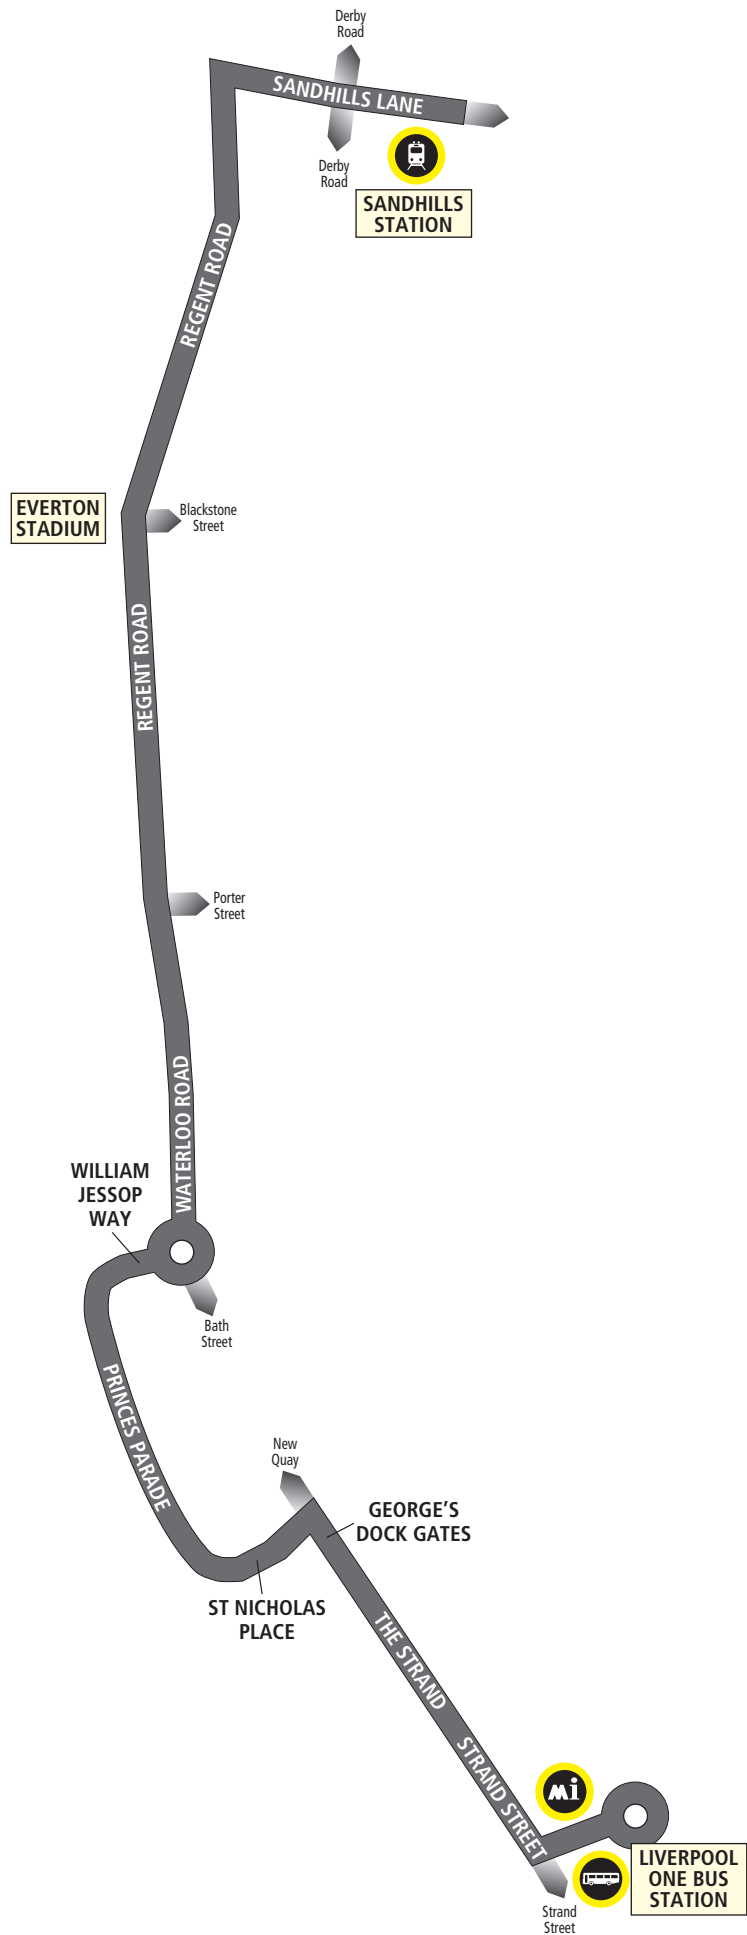 Derby
Road
SANDHILLS LANE
Derby
Road
SANDHILLS
STATION
REGENT ROAD
EVERTON
STADIUM
Blackstone
Street
REGENT ROAD
Porter
Street
WATERLOO ROAD
WILLIAM
JESSOP
WAY
Bath
Street
PRINCES PARADE
New
Quay
GEORGE’S
DOCK GATES
ST NICHOLAS
PLACE
THE STRAND
STRAND STREET
mi
LIVERPOOL
ONE BUS
STATION
Strand
Street